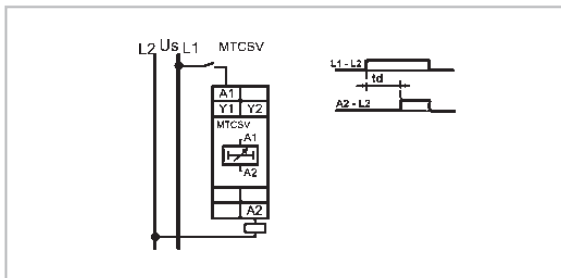 L2 Us L1 MTCSV
A1
Y1 Y2
MTCSV
A1
A2
A2
L1 - L2
td
A2 - L2